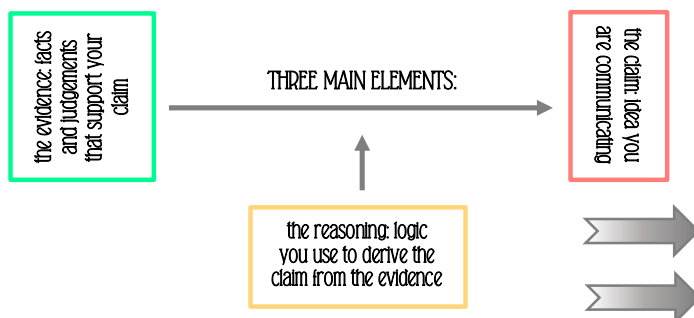 the evidence: facts
and judgements
that support your
claim
THREE MAIN ELEMENTS:
the claim: idea you
are communicating
the reasoning: logic
you use to derive the
claim from the evidence